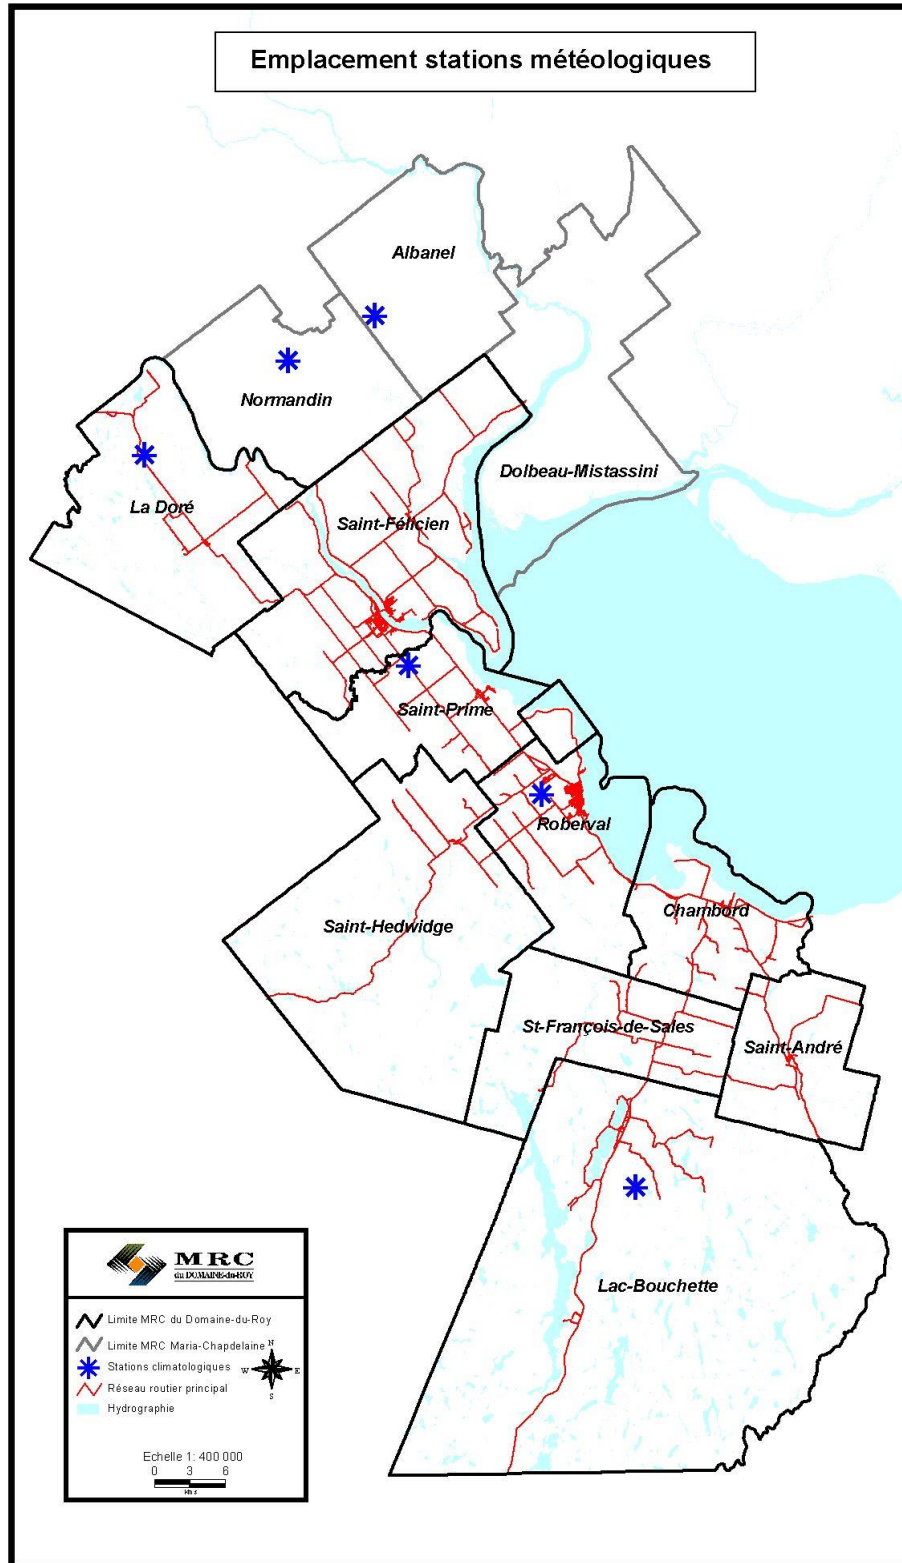 Emplacement stations météologiques
Albanel
Normandin
Dolbeau-Mistassini
La Doré
Saint-Félicien
Saint-Prime
Roberval
Chambord
Saint-Hedwidge
St-François-de-Sales
Saint-André
Lac-Bouchette
MRC
du DOMAINE-du-ROY
Limite MRC du Domaine-du-Roy
Limite MRC Maria-Chapdelaine
Stations climatologiques
Réseau routier principal
Hydrographie
N
W E
S
Echelle 1: 400 000
0 3 6